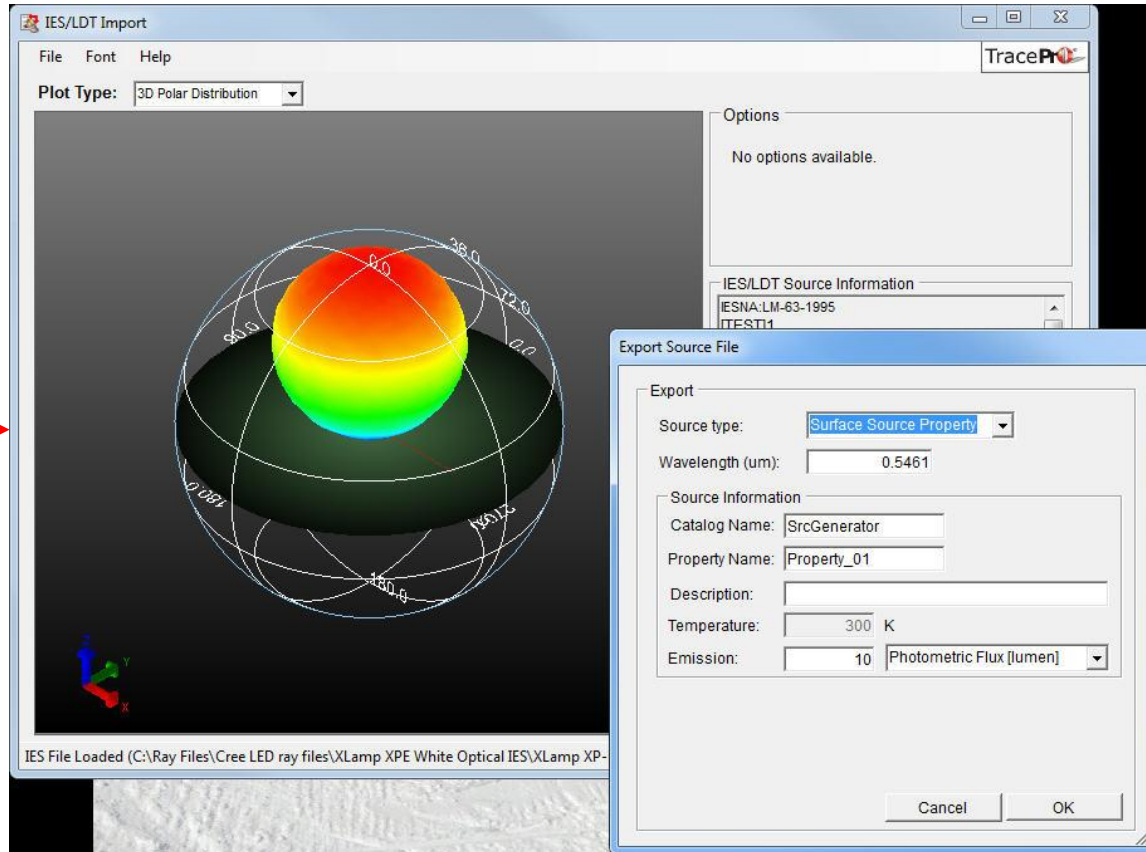 IES/LDT Import
File Font Help
TracePro
Plot Type: 3D Polar Distribution
Options
No options available.
IES/LDT Source Information
IESNA:LM-63-1995
[TEST]1
36.0
0.0
72.0
90.0
0.0
180.0
270.0
180.0
Z
Y
X
IES File Loaded (C:\Ray Files\Cree LED ray files\XLamp XPE White Optical IES\XLamp XP-
Export Source File
Export
Source type: Surface Source Property
Wavelength (um): 0.5461
Source Information
Catalog Name: SrcGenerator
Property Name: Property_01
Description:
Temperature: 300 K
Emission: 10 Photometric Flux [lumen]
Cancel OK